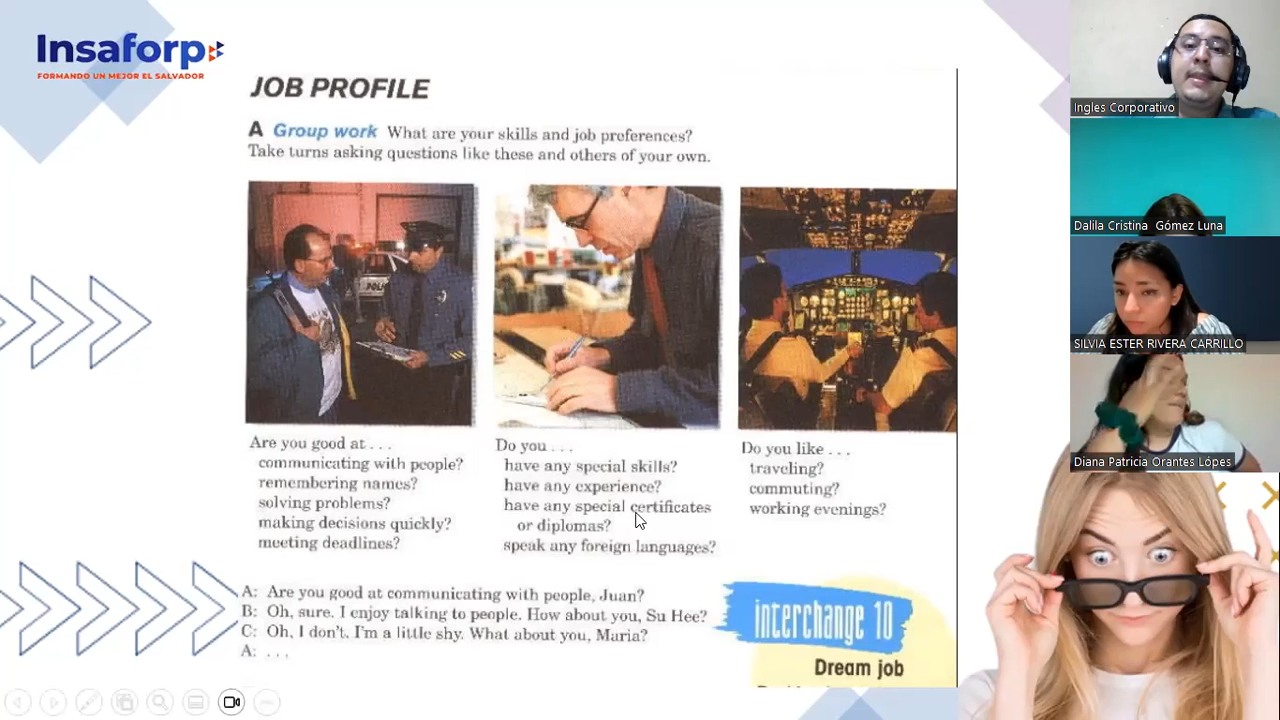 Insaforp
FORMANDO UN MEJOR EL SALVADOR
JOB PROFILE
A Group work What are your skills and job preferences?
Take turns asking questions like these and others of your own.
POLIC
Are you good at . . .
communicating with people?
remembering names?
solving problems?
making decisions quickly?
meeting deadlines?
Do you . . .
have any special skills?
have any experience?
have any special certificates
or diplomas?
speak any foreign languages?
Do you like . . .
traveling?
commuting?
working evenings?
A: Are you good at communicating with people, Juan?
B: Oh, sure. I enjoy talking to people. How about you, Su Hee?
C: Oh, I don't. I'm a little shy. What about you, Maria?
A: . . .
interchange 10
Dream job
Ingles Corporativo
Dalila Cristina Gómez Luna
SILVIA ESTER RIVERA CARRILLO
Diana Patricia Orantes Lópes